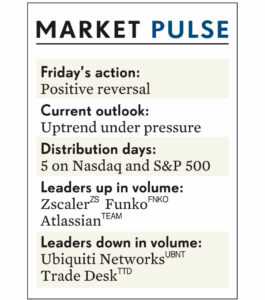 MARKET PULSE
Friday's action:
Positive reversal
Current outlook:
Uptrend under pressure
Distribution days:
5 on Nasdaq and S&P 500
Leaders up in volume:
Zscaler ZS Funko FNKO
Atlassian TEAM
Leaders down in volume:
Ubiquiti Networks UBNT
Trade Desk TTD